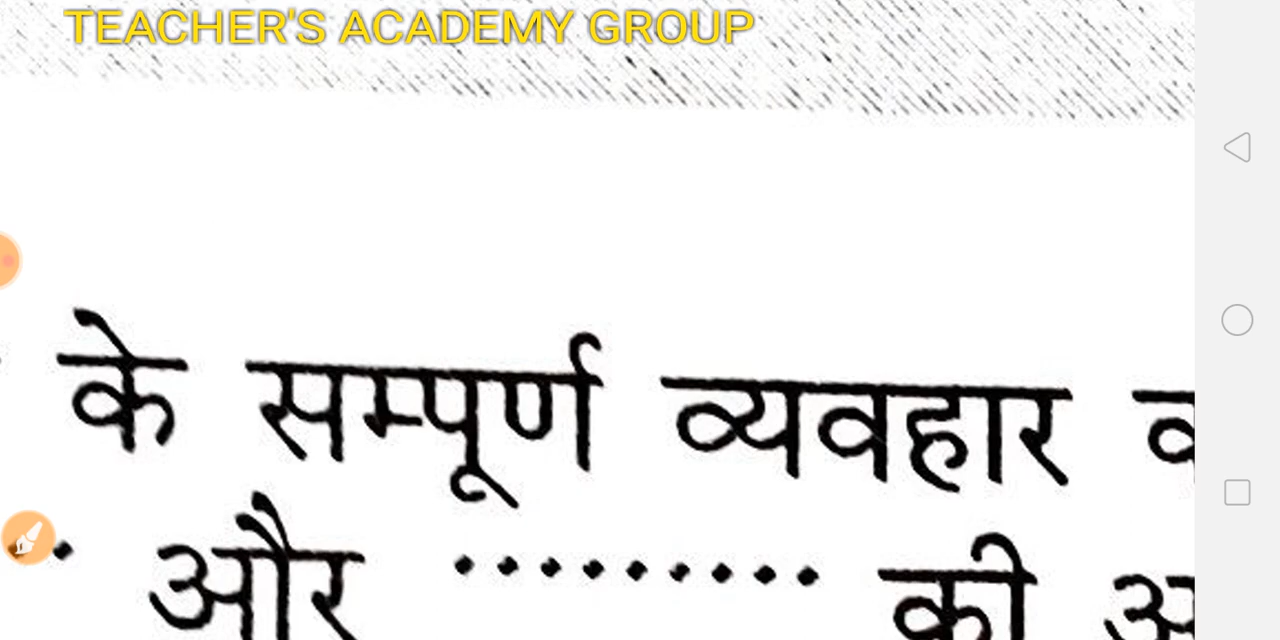 TEACHER'S ACADEMY GROUP
के सम्पूर्ण व्यवहार
और ......... की